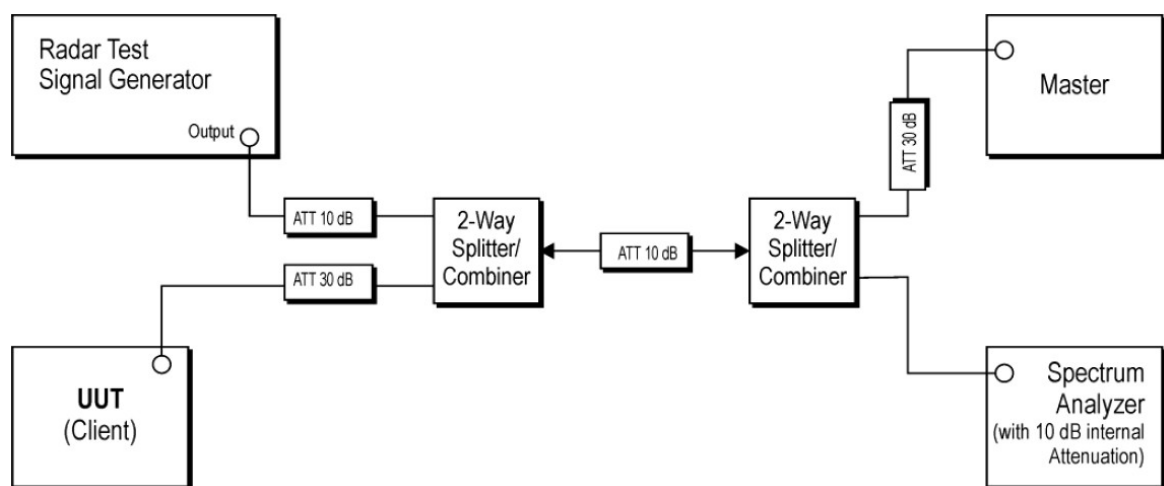 Radar Test
Signal Generator
Output
Master
ATT 30 dB
ATT 10 dB
2-Way
Splitter/
Combiner
ATT 10 dB
2-Way
Splitter/
Combiner
ATT 30 dB
UUT
(Client)
Spectrum
Analyzer
(with 10 dB internal
Attenuation)